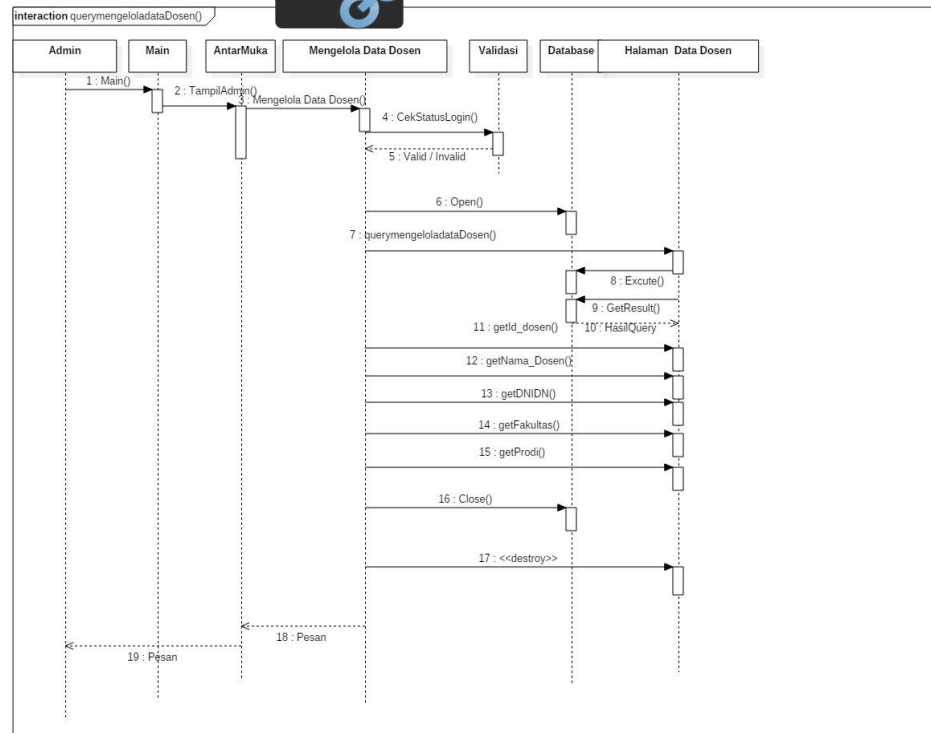 interaction querymengeloladataDosen()
Admin
Main
AntarMuka
Mengelola Data Dosen
Validasi
Database
Halaman Data Dosen
1 : Main()
2 : TampilAdmin()
3 : Mengelola Data Dosen()
4 : CekStatusLogin()
5 : Valid / Invalid
6 : Open()
7 : querymengeloladataDosen()
8 : Excute()
9 : GetResult()
10 : HasilQuery
11 : getId_dosen()
12 : getNama_Dosen()
13 : getDNIDN()
14 : getFakultas()
15 : getProdi()
16 : Close()
17 : <<destroy>>
18 : Pesan
19 : Pesan